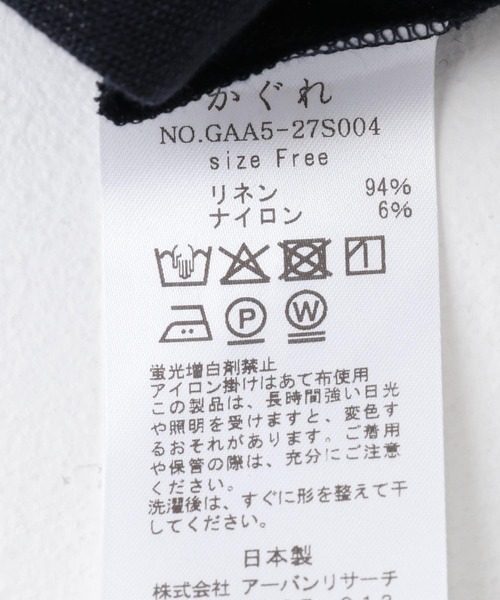 かぐれ
NO.GAA5-27S004
size Free
リネン 94%
ナイロン 6%
P W
蛍光増白剤禁止
アイロン掛けはあて布使用
この製品は、長時間強い日光
や照明を受けますと、変色す
るおそれがあります。ご着用
や保管の際は、充分にご注意
ください。
洗濯後は、すぐに形を整えて干
してください。
日本製
株式会社 アーバンリサーチ